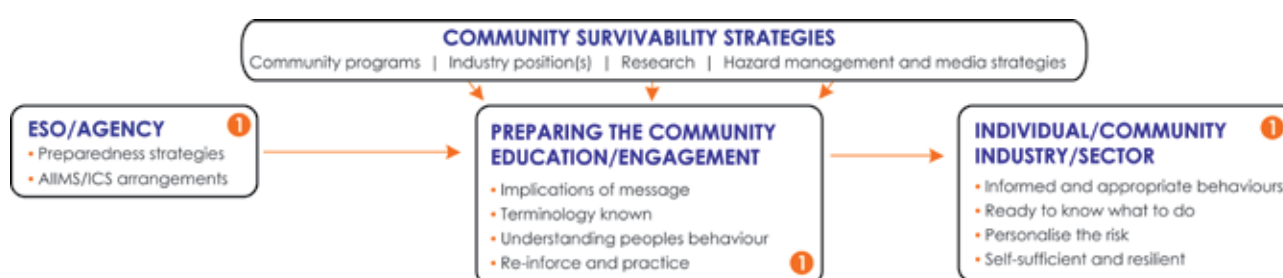 COMMUNITY SURVIVABILITY STRATEGIES
Community programs | Industry position(s) | Research | Hazard management and media strategies
ESO/AGENCY 1
• Preparedness strategies
• AIIMS/ICS arrangements
PREPARING THE COMMUNITY
EDUCATION/ENGAGEMENT
• Implications of message
• Terminology known
• Understanding peoples behaviour
• Re-inforce and practice 1
INDIVIDUAL/COMMUNITY 1
INDUSTRY/SECTOR
• Informed and appropriate behaviours
• Ready to know what to do
• Personalise the risk
• Self-sufficient and resilient